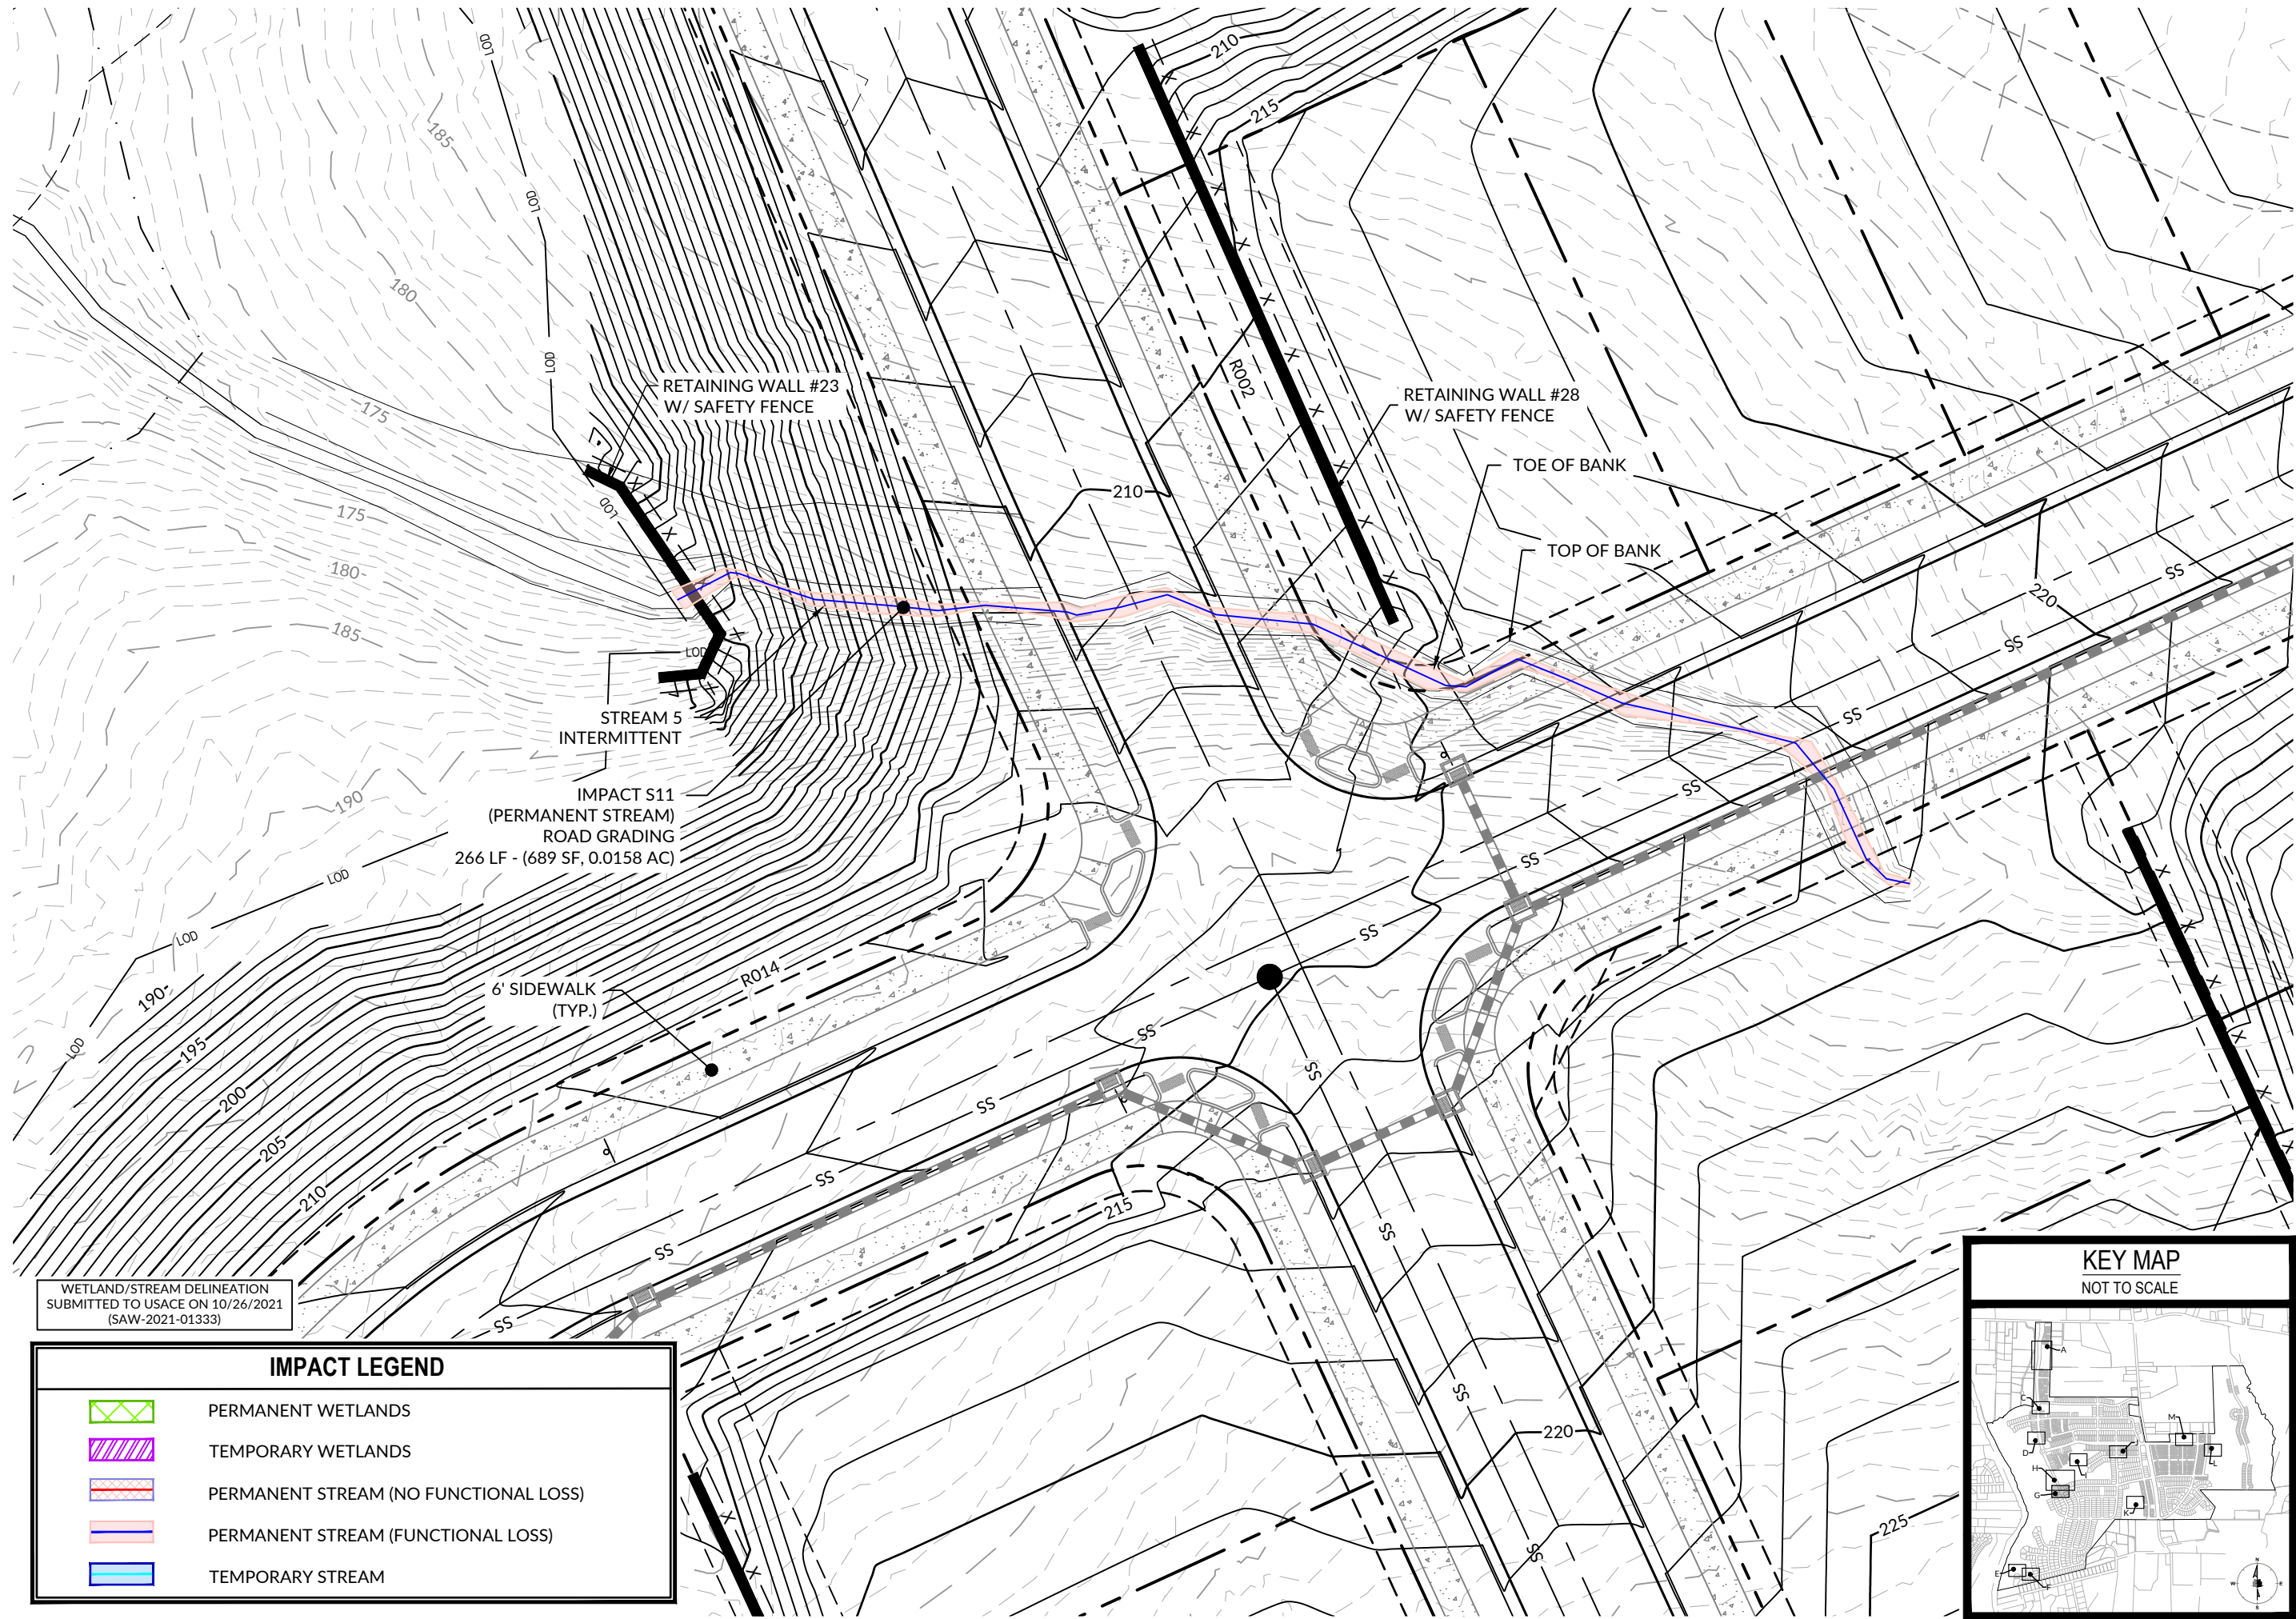 LOD
210
185
LOD
215
180
LOD
R002
RETAINING WALL #23
W/ SAFETY FENCE
RETAINING WALL #28
W/ SAFETY FENCE
175
TOE OF BANK
210
175
LOD
TOP OF BANK
180
SS
220
185
SS
LOD
STREAM 5
INTERMITTENT
SS
190
IMPACT S11
(PERMANENT STREAM)
ROAD GRADING
266 LF - (689 SF, 0.0158 AC)
SS
SS
LOD
LOD
SS
R014
6' SIDEWALK
(TYP.)
190
SS
195
LOD
SS
200
SS
205
SS
210
215
SS
SS
SS
WETLAND/STREAM DELINEATION
SUBMITTED TO USACE ON 10/26/2021
(SAW-2021-01333)
SS
220
225
SS
IMPACT LEGEND
PERMANENT WETLANDS
TEMPORARY WETLANDS
PERMANENT STREAM (NO FUNCTIONAL LOSS)
PERMANENT STREAM (FUNCTIONAL LOSS)
TEMPORARY STREAM
KEY MAP
NOT TO SCALE
A
C
M
D
L
H
G
K
E
F
N
W
E